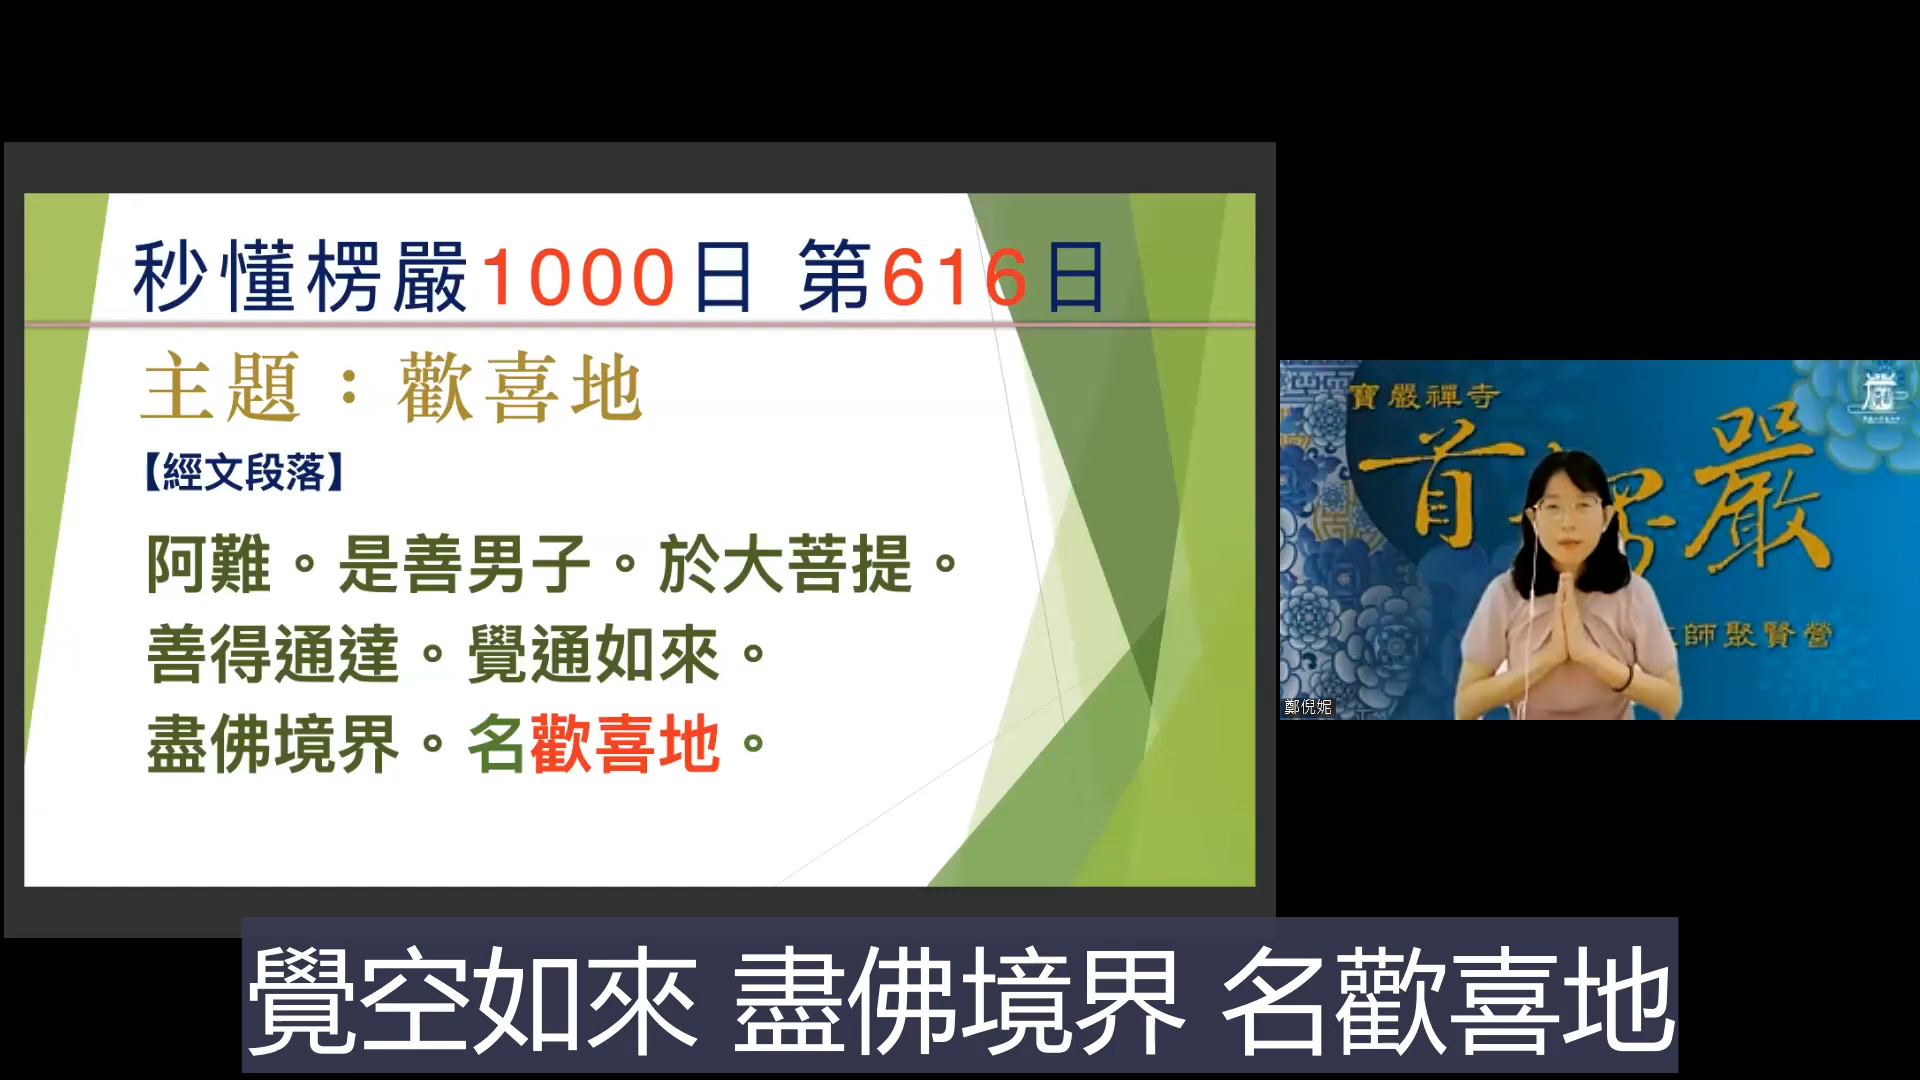 秒懂楞嚴1000日 第616日
主題：歡喜地
【經文段落】
阿難。是善男子。於大菩提。
善得通達。覺通如來。
盡佛境界。名歡喜地。
寶嚴禪寺
首楞嚴
師聚賢營
鄭倪妮
覺空如來 盡佛境界 名歡喜地